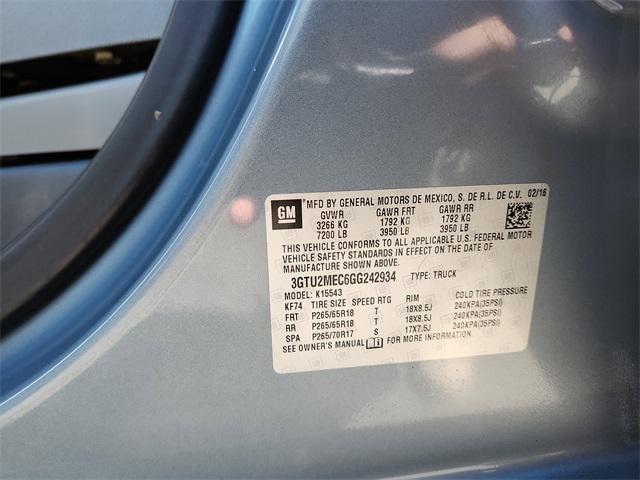 GM
®MFD BY GENERAL MOTORS DE MEXICO, S. DE R.L. DE C.V. 02/16
GVWR GAWR FRT GAWR RR
3266 KG 1792 KG 1792 KG
7200 LB 3950 LB 3950 LB
THIS VEHICLE CONFORMS TO ALL APPLICABLE U.S. FEDERAL MOTOR
VEHICLE SAFETY STANDARDS IN EFFECT ON THE DATE OF
MANUFACTURE SHOWN ABOVE.
3GTU2MEC6GG242934 TYPE: TRUCK
MODEL: K15543
KF74 TIRE SIZE SPEED RTG RIM COLD TIRE PRESSURE
FRT P265/65R18 T 18X8.5J 240KPA(35PSI)
RR P265/65R18 T 18X8.5J 240KPA(35PSI)
SPA P265/70R17 S 17X7.5J 240KPA(35PSI)
SEE OWNER'S MANUAL FOR MORE INFORMATION.